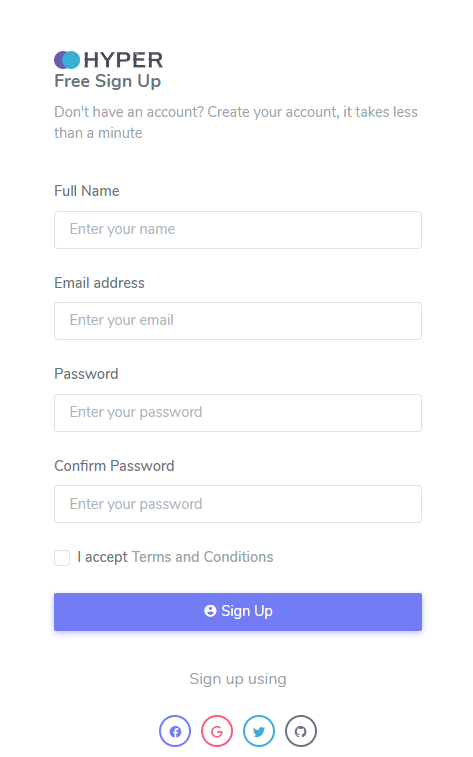 HYPER
Free Sign Up
Don't have an account? Create your account, it takes less
than a minute
Full Name
Enter your name
Email address
Enter your email
Password
Enter your password
Confirm Password
Enter your password
I accept Terms and Conditions
Sign Up
Sign up using